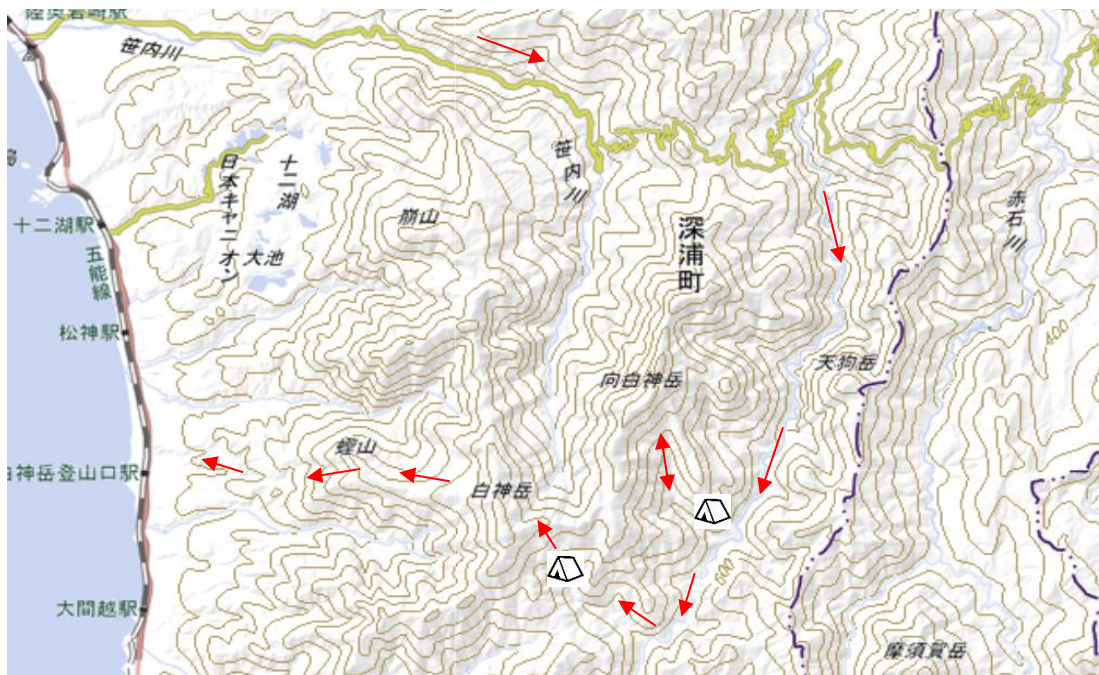 陸奥岩崎駅
笹内川
十二湖
日本キャニオン
大池
崩山
笹内川
深浦町
赤石川
十二湖駅
五能線
松神駅
天狗岳
向白神岳
400
蟶山
白神岳登山口駅
白神岳
600
大間越駅
摩須賀岳